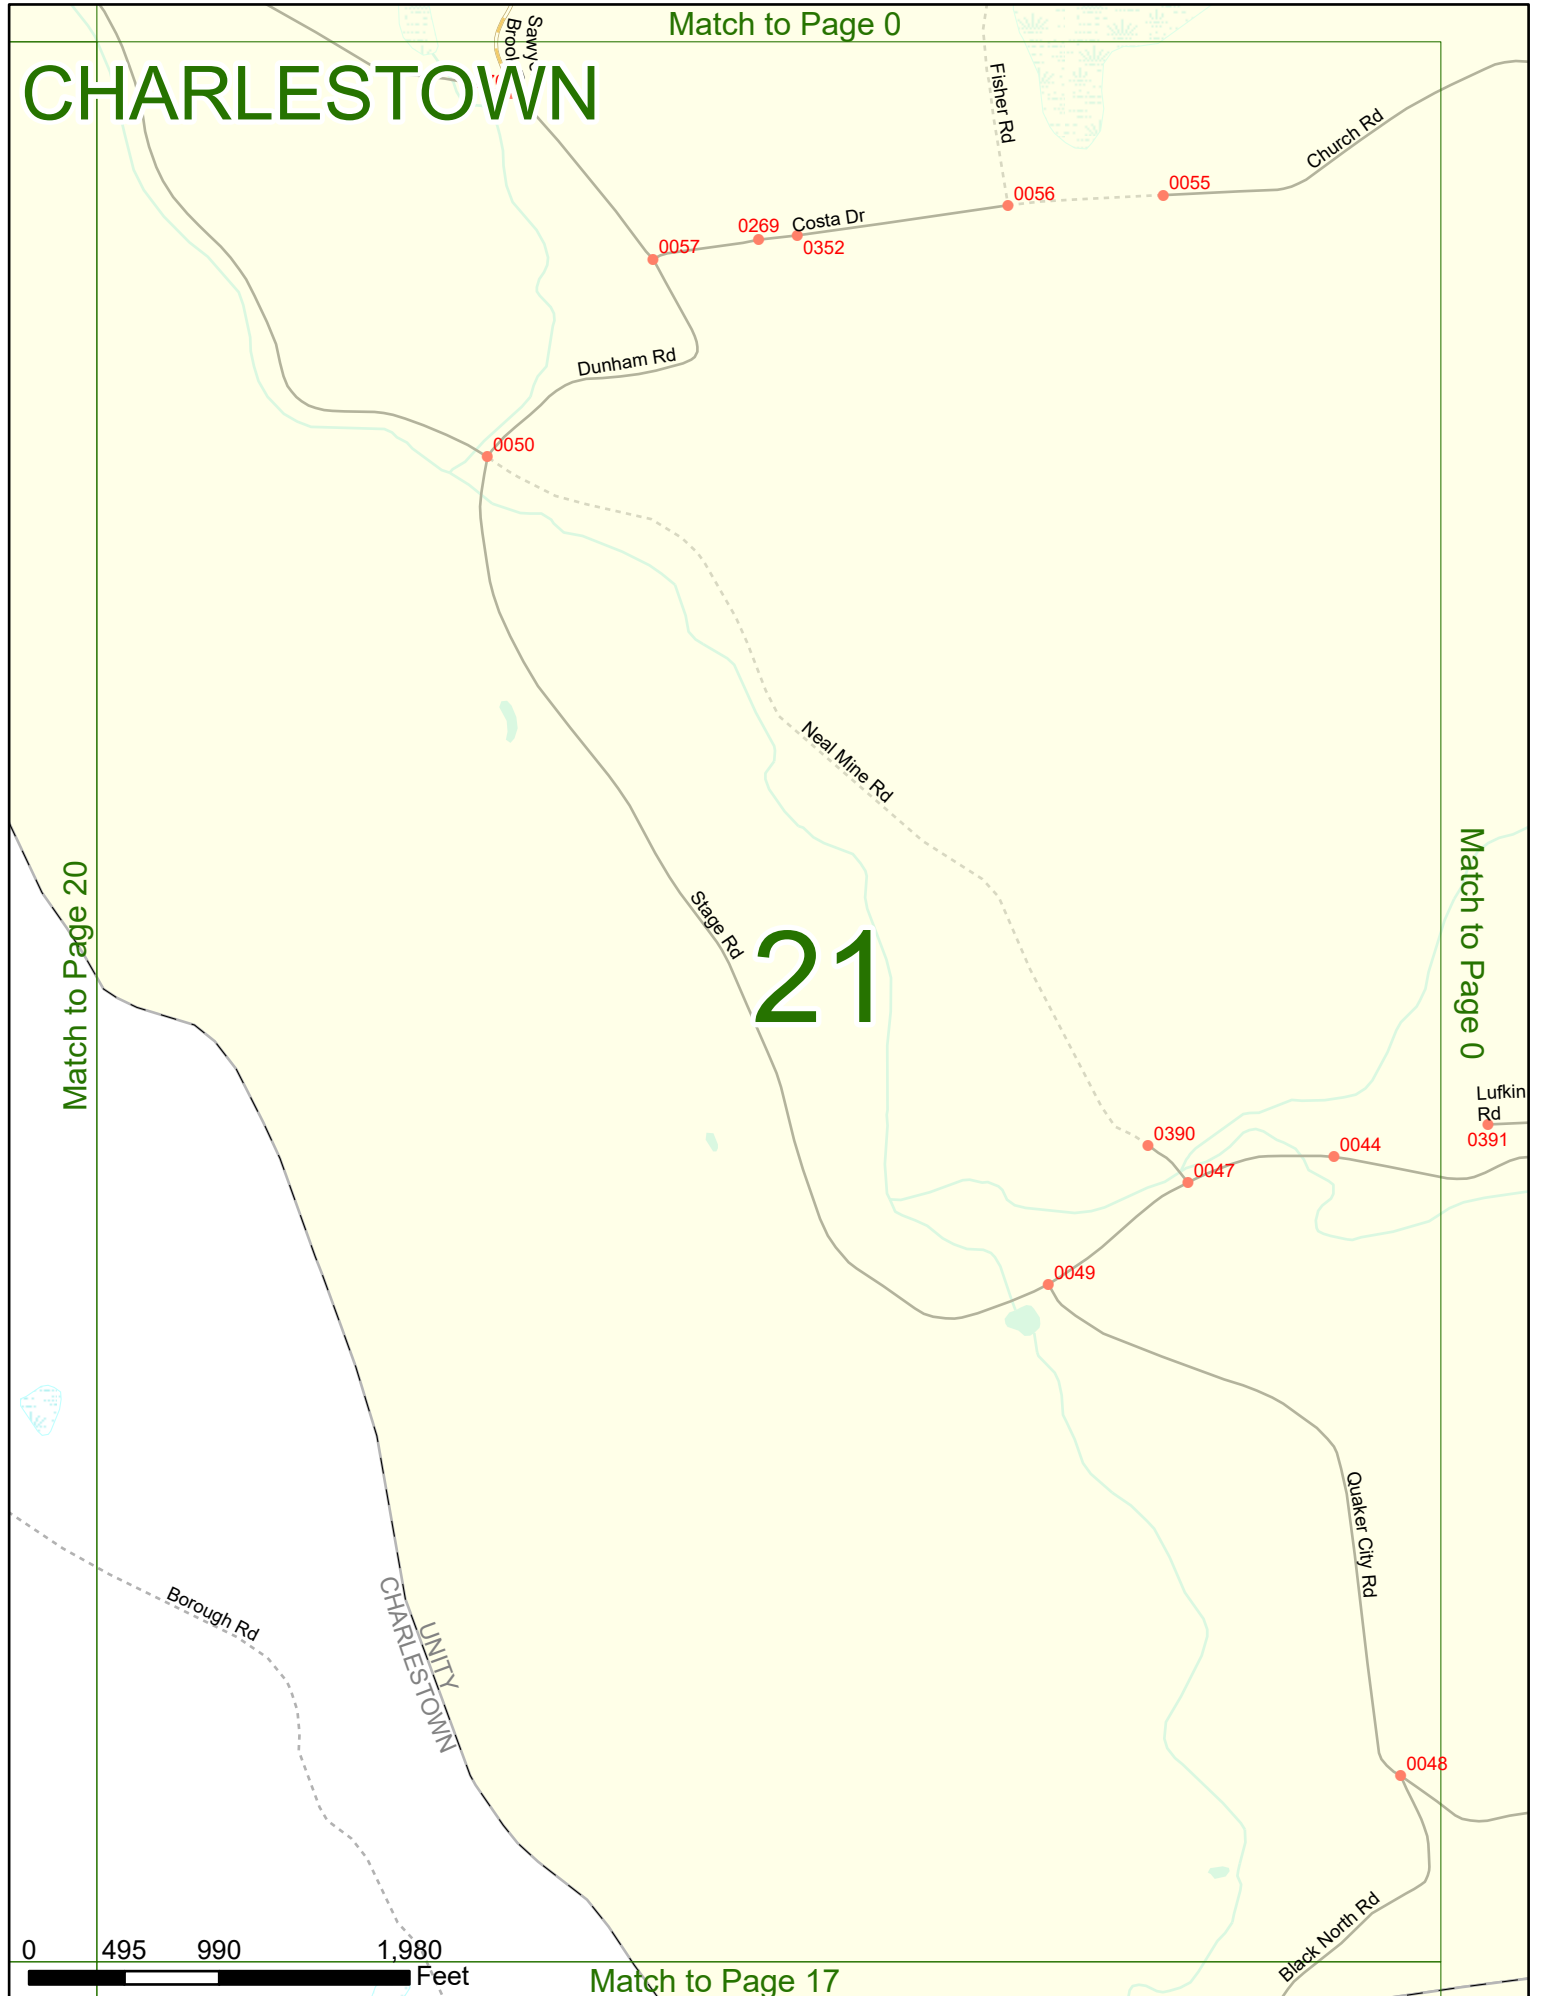 Match to Page 0
CHARLESTOWN
Fisher Rd
Church Rd
0055
0056
Costa Dr
0269
0352
0057
Dunham Rd
0050
Neal Mine Rd
Match to Page 20
Stage Rd
21
Match to Page 0
Lufkin
Rd
0391
0390
0044
0047
0049
Quaker City Rd
Borough Rd
UNITY
CHARLESTOWN
0048
Black North Rd
0 495 990 1,980
Feet
Match to Page 17